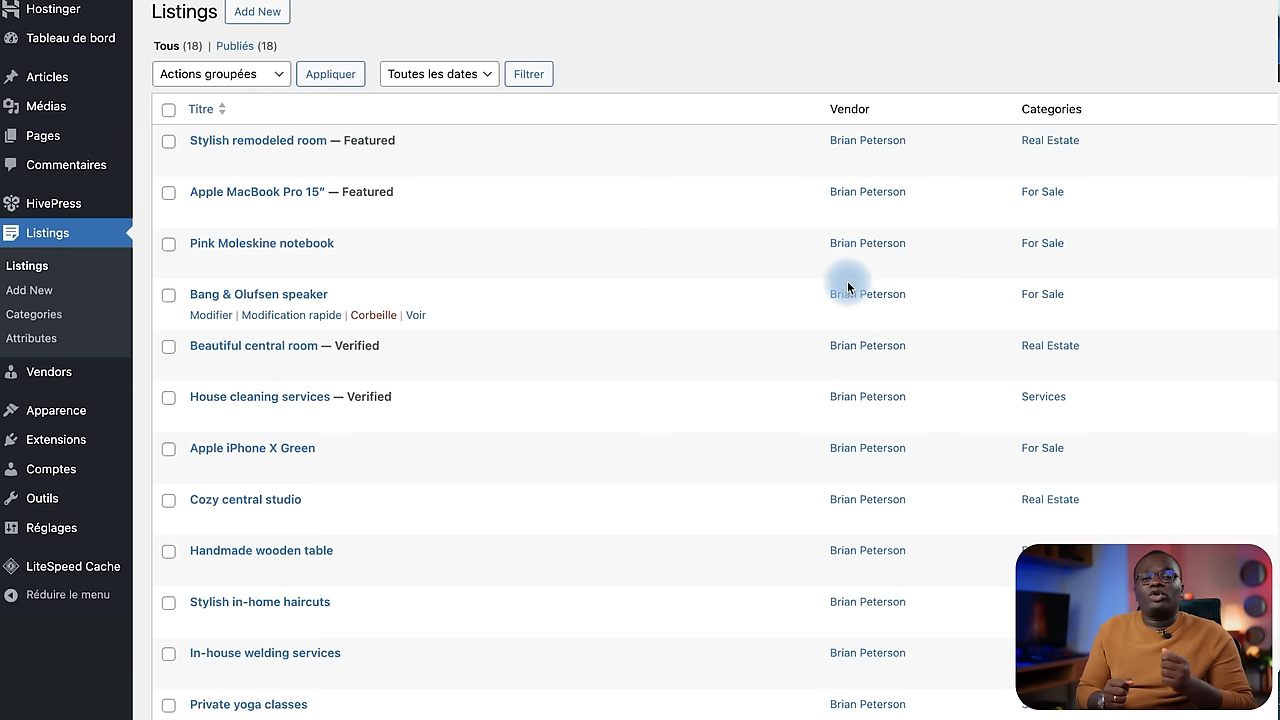 Hostinger
Listings Add New
Tableau de bord
Tous (18) | Publiés (18)
Actions groupées Appliquer Toutes les dates Filtrer
Articles
Médias
Pages
Commentaires
HivePress
Listings
Listings
Add New
Categories
Attributes
Vendors
Apparence
Extensions
Comptes
Outils
Réglages
LiteSpeed Cache
Réduire le menu
Titre Vendor Categories
Stylish remodeled room — Featured Brian Peterson Real Estate
Apple MacBook Pro 15″ — Featured Brian Peterson For Sale
Pink Moleskine notebook Brian Peterson For Sale
Bang & Olufsen speaker Brian Peterson For Sale
Modifier | Modification rapide | Corbeille | Voir
Beautiful central room — Verified Brian Peterson Real Estate
House cleaning services — Verified Brian Peterson Services
Apple iPhone X Green Brian Peterson For Sale
Cozy central studio Brian Peterson Real Estate
Handmade wooden table Brian Peterson
Stylish in-home haircuts Brian Peterson
In-house welding services Brian Peterson
Private yoga classes Brian Peterson